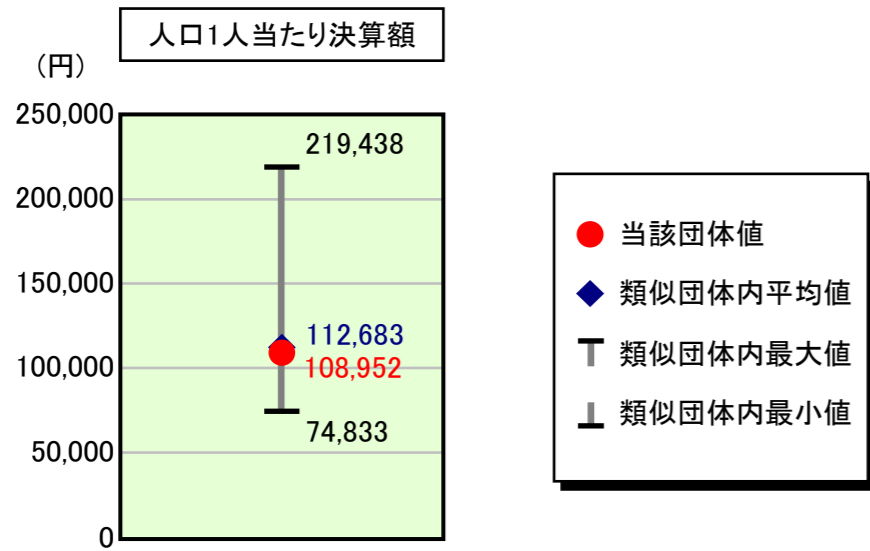 人口1人当たり決算額
（円）
250,000
200,000
150,000
100,000
50,000
0
219,438
112,683
108,952
74,833
当該団体値
類似団体内平均値
類似団体内最大値
類似団体内最小値